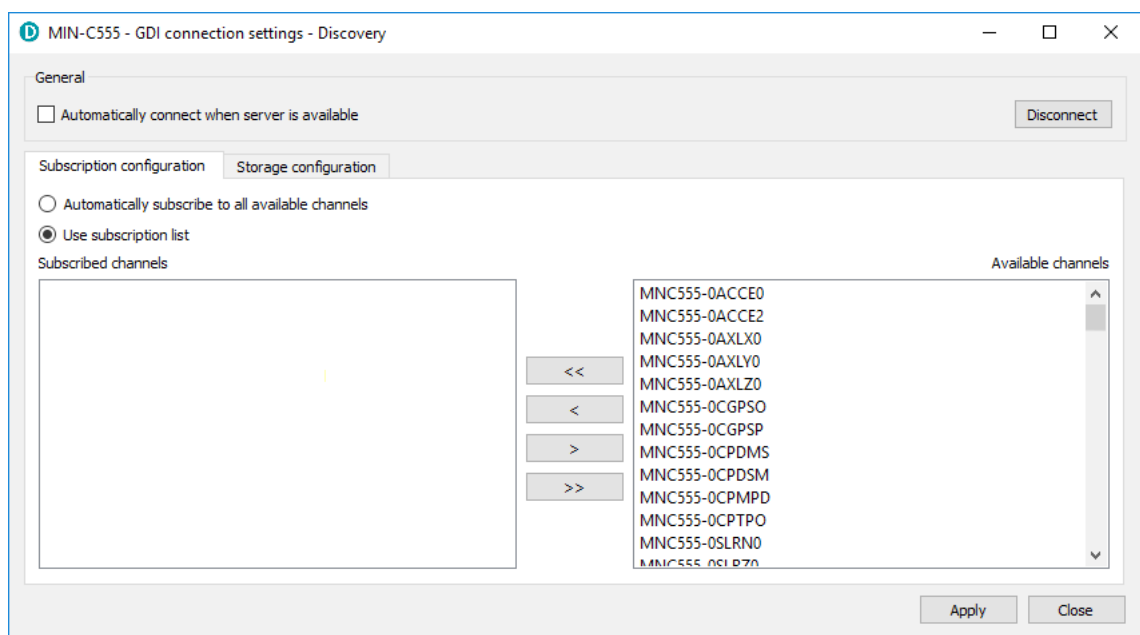 MIN-C555 - GDI connection settings - Discovery
General
Automatically connect when server is available
Disconnect
Subscription configuration
Storage configuration
Automatically subscribe to all available channels
Use subscription list
Subscribed channels
Available channels
MNC555-0ACCE0
MNC555-0ACCE2
MNC555-0AXLX0
MNC555-0AXLY0
MNC555-0AXLZ0
MNC555-0CGPSO
MNC555-0CGPSP
MNC555-0CPDMS
MNC555-0CPDSM
MNC555-0CPMPD
MNC555-0CPTPO
MNC555-0SLRN0
MNC555-0SLRZ0
<<
<
>
>>
Apply
Close